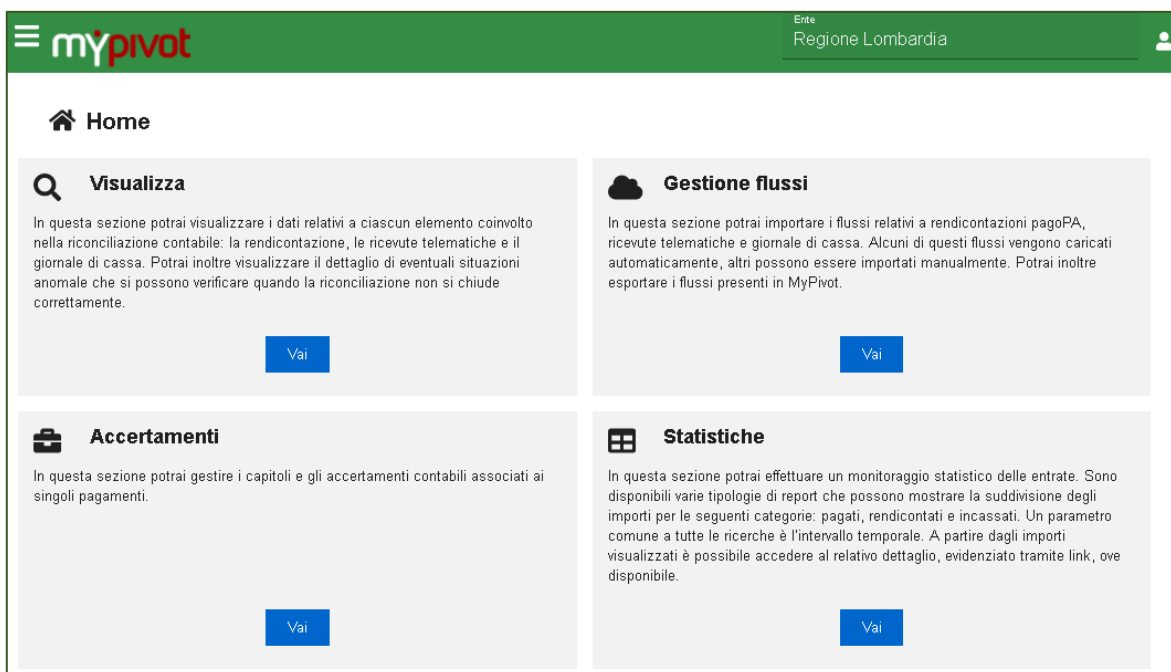 mypivot
Ente
Regione Lombardia
Home
Visualizza
In questa sezione potrai visualizzare i dati relativi a ciascun elemento coinvolto
nella riconciliazione contabile: la rendicontazione, le ricevute telematiche e il
giornale di cassa. Potrai inoltre visualizzare il dettaglio di eventuali situazioni
anomale che si possono verificare quando la riconciliazione non si chiude
correttamente.
Vai
Gestione flussi
In questa sezione potrai importare i flussi relativi a rendicontazioni pagoPA,
ricevute telematiche e giornale di cassa. Alcuni di questi flussi vengono caricati
automaticamente, altri possono essere importati manualmente. Potrai inoltre
esportare i flussi presenti in MyPivot.
Vai
Accertamenti
In questa sezione potrai gestire i capitoli e gli accertamenti contabili associati ai
singoli pagamenti.
Vai
Statistiche
In questa sezione potrai effettuare un monitoraggio statistico delle entrate. Sono
disponibili varie tipologie di report che possono mostrare la suddivisione degli
importi per le seguenti categorie: pagati, rendicontati e incassati. Un parametro
comune a tutte le ricerche è l'intervallo temporale. A partire dagli importi
visualizzati è possibile accedere al relativo dettaglio, evidenziato tramite link, ove
disponibile.
Vai